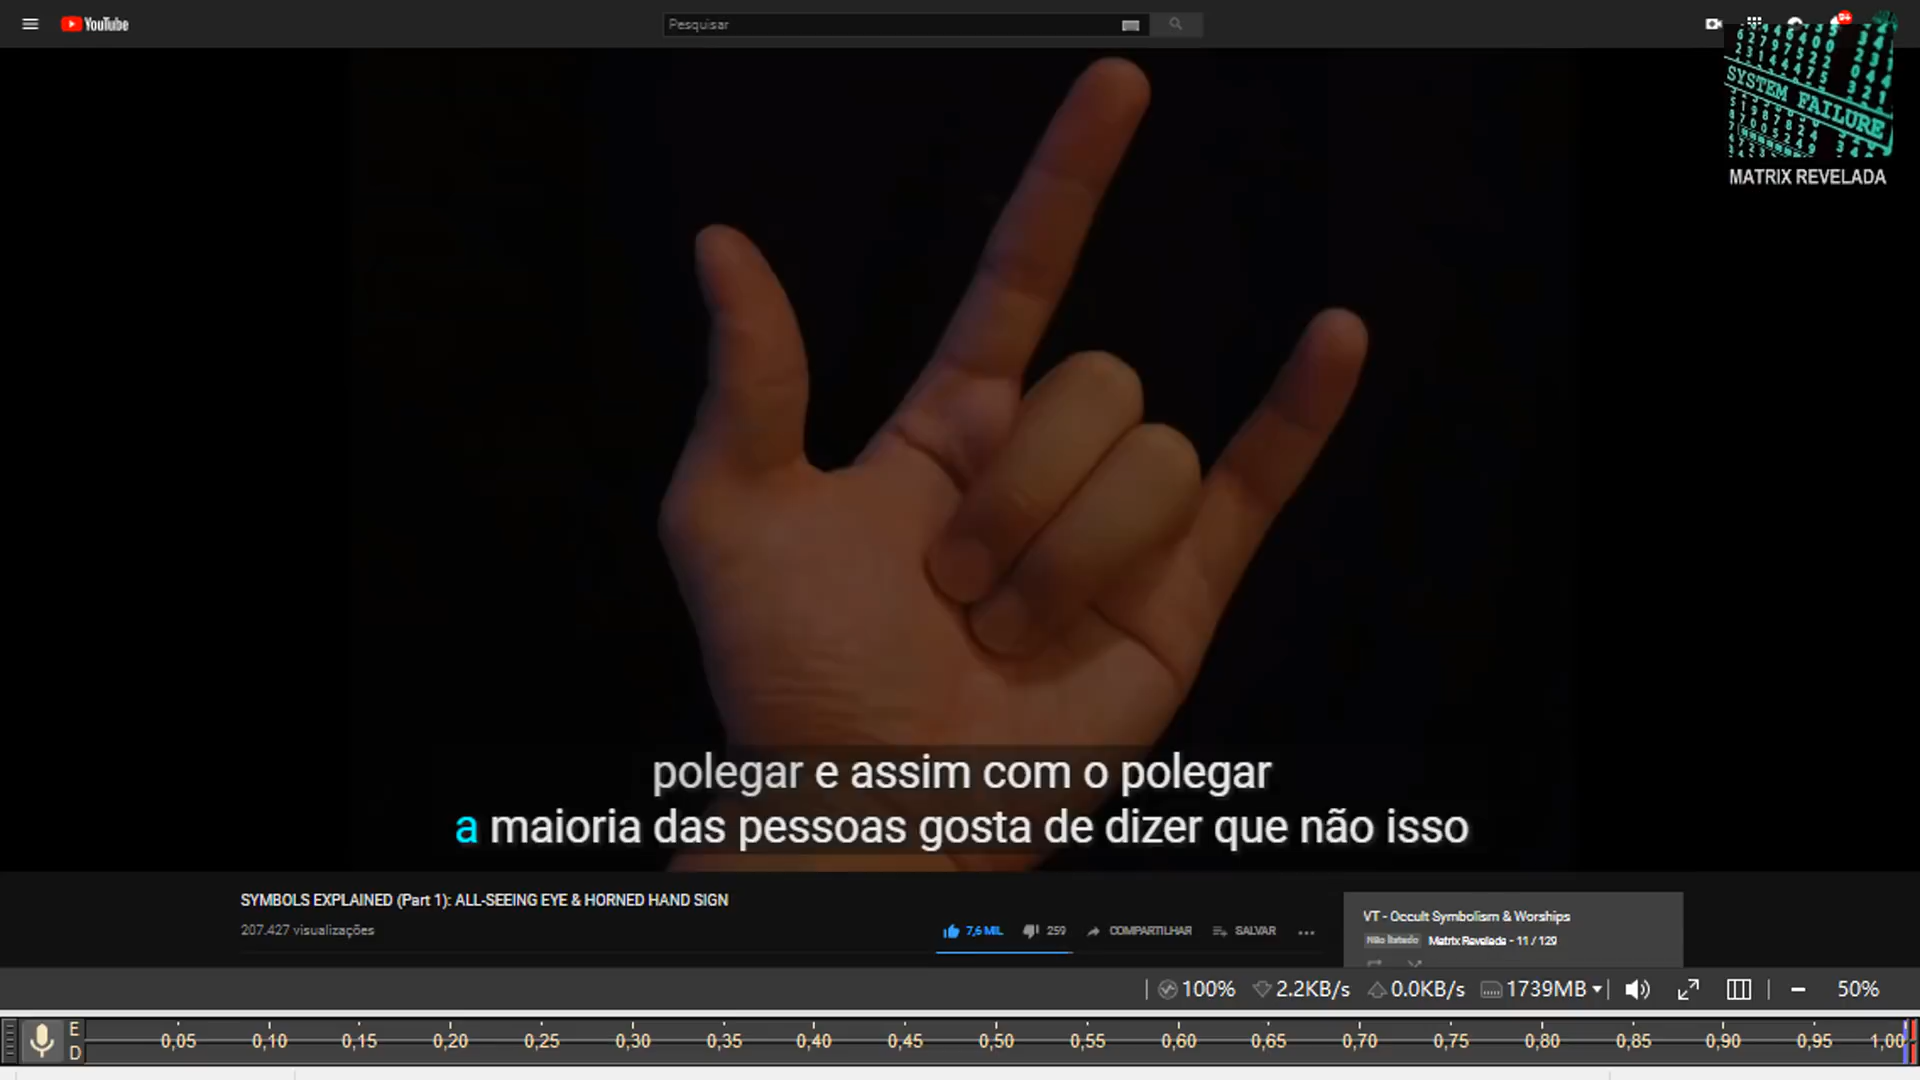 YouTube
Pesquisar
9+
SYSTEM FAILURE
MATRIX REVELADA
polegar e assim com o polegar
a maioria das pessoas gosta de dizer que não isso
SYMBOLS EXPLAINED (Part 1): ALL-SEEING EYE & HORNED HAND SIGN
207.427 visualizações
7,6 MIL
259
COMPARTILHAR
SALVAR
VT - Occult Symbolism & Worships
Não listado Matrix Revelada - 11 / 129
100% 2.2KB/s 0.0KB/s 1739MB 50%
E
D
0,05 0,10 0,15 0,20 0,25 0,30 0,35 0,40 0,45 0,50 0,55 0,60 0,65 0,70 0,75 0,80 0,85 0,90 0,95 1,00